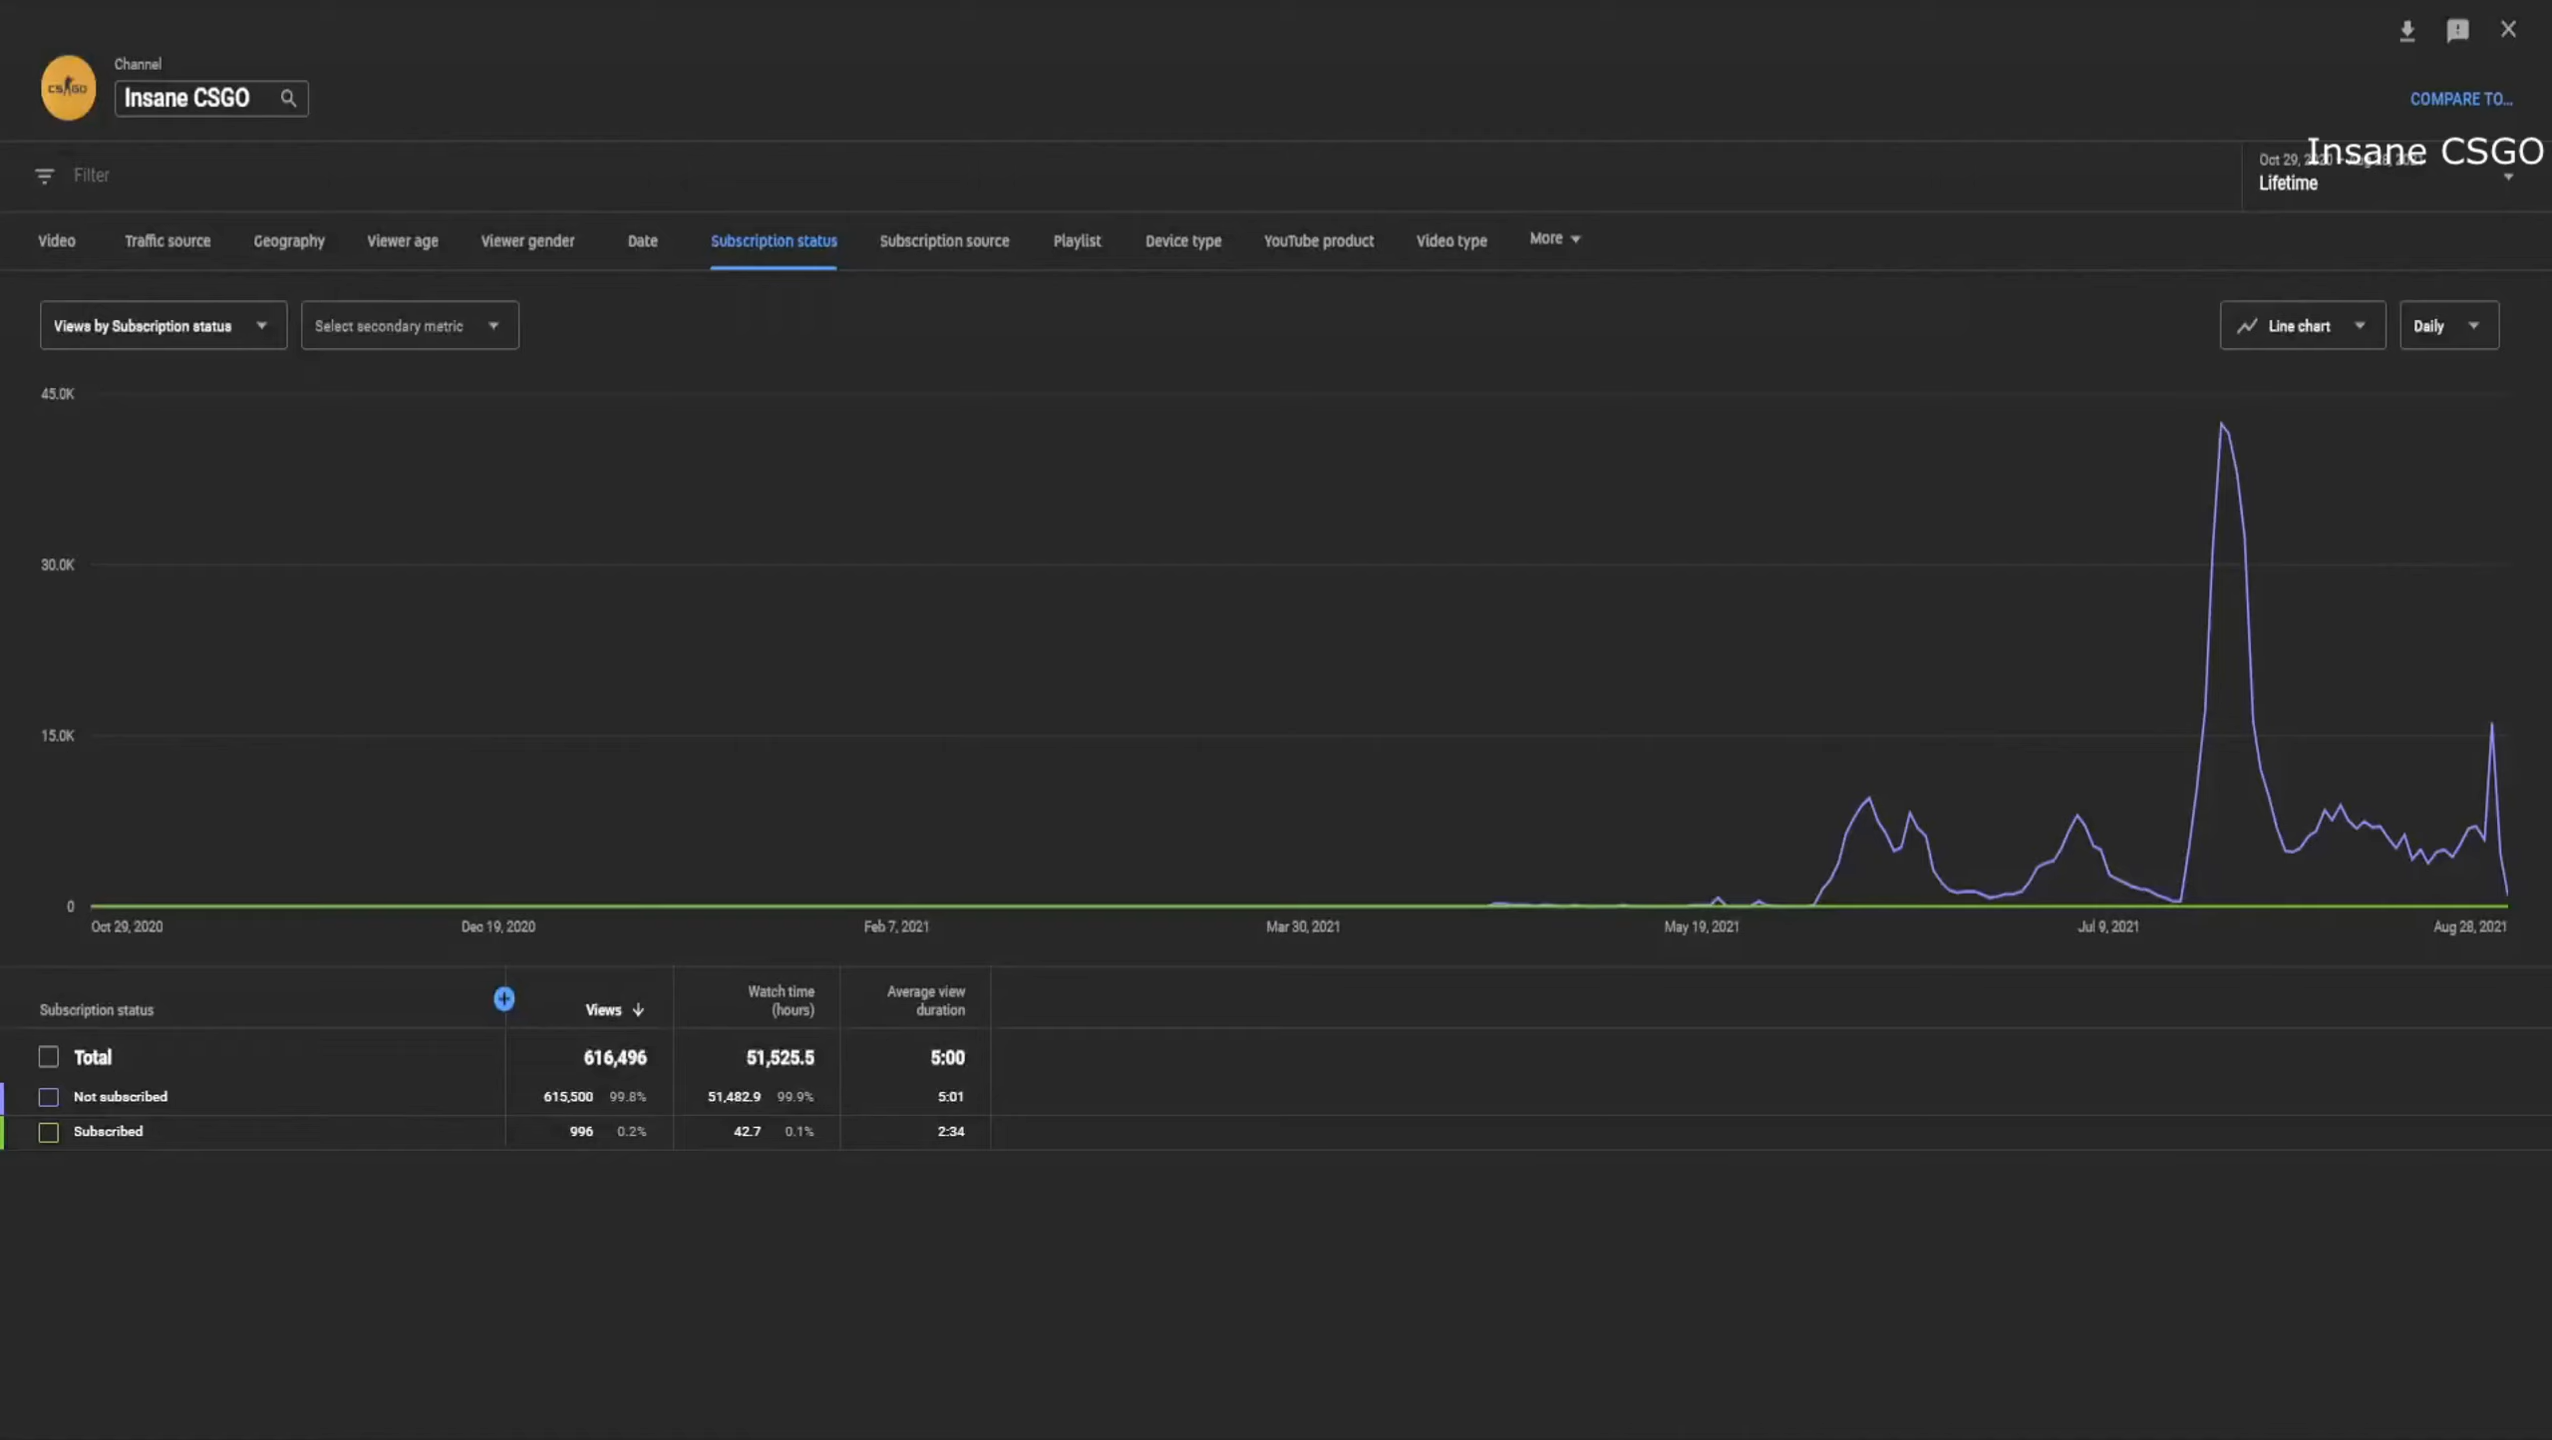 Channel
CS GO
Insane CSGO
COMPARE TO...
Insane CSGO
Filter
Oct 29,
Lifetime
Video Traffic source Geography Viewer age Viewer gender Date Subscription status Subscription source Playlist Device type YouTube product Video type More
Views by Subscription status Select secondary metric Line chart Daily
45.0K
30.0K
15.0K
0
Oct 29, 2020 Dec 19, 2020 Feb 7, 2021 Mar 30, 2021 May 19, 2021 Jul 9, 2021 Aug 28, 2021
Subscription status Views Watch time (hours) Average view duration
Total 616,496 51,525.5 5:00
Not subscribed 615,500 99.8% 51,482.9 99.9% 5:01
Subscribed 996 0.2% 42.7 0.1% 2:34